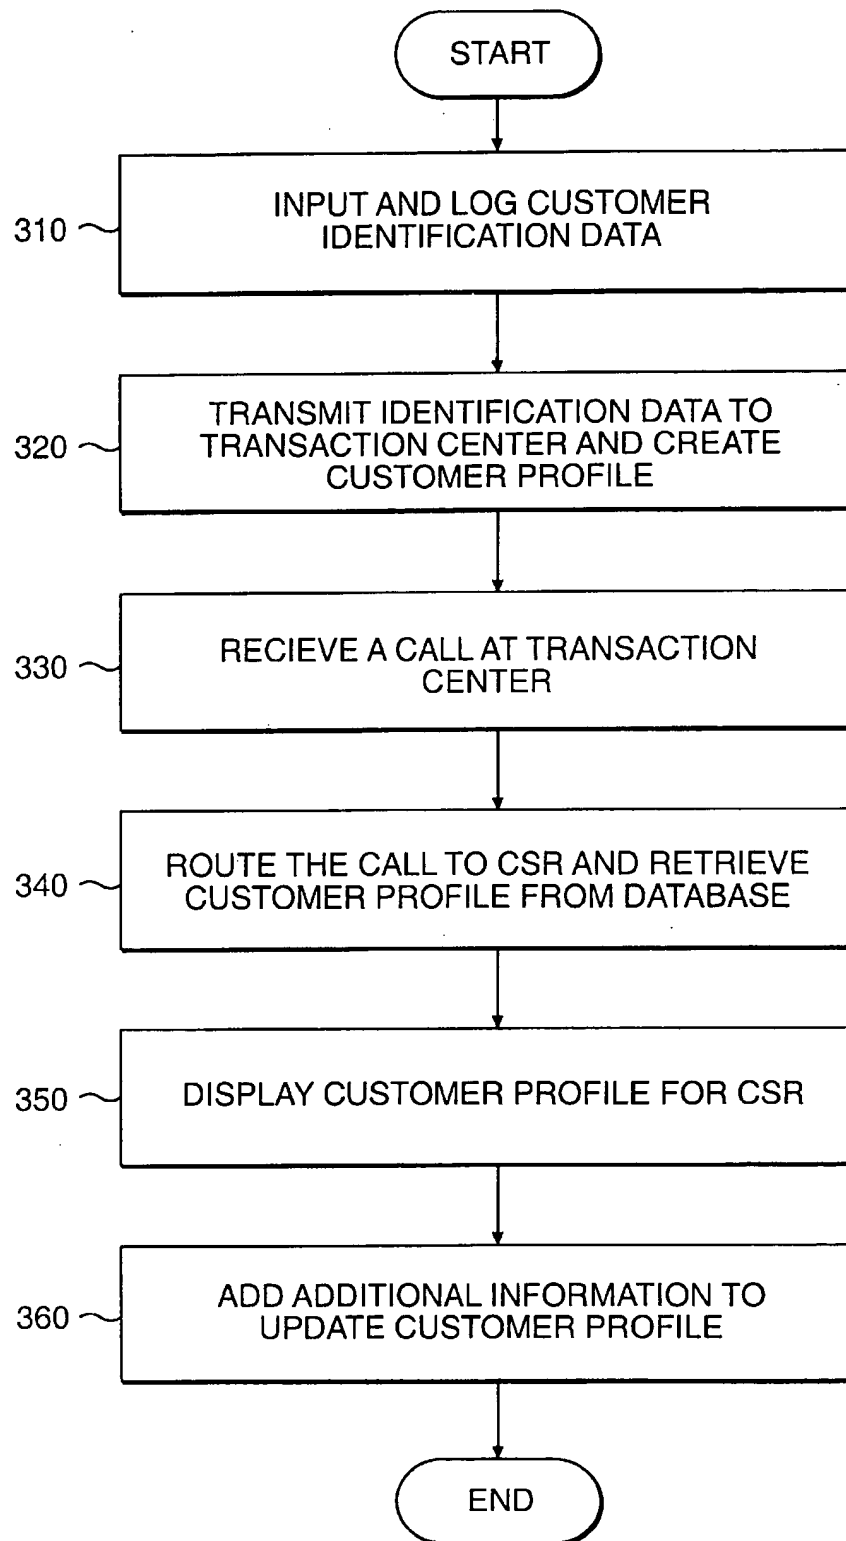 START
310
INPUT AND LOG CUSTOMER
IDENTIFICATION DATA
320
TRANSMIT IDENTIFICATION DATA TO
TRANSACTION CENTER AND CREATE
CUSTOMER PROFILE
330
RECIEVE A CALL AT TRANSACTION
CENTER
340
ROUTE THE CALL TO CSR AND RETRIEVE
CUSTOMER PROFILE FROM DATABASE
350
DISPLAY CUSTOMER PROFILE FOR CSR
360
ADD ADDITIONAL INFORMATION TO
UPDATE CUSTOMER PROFILE
END